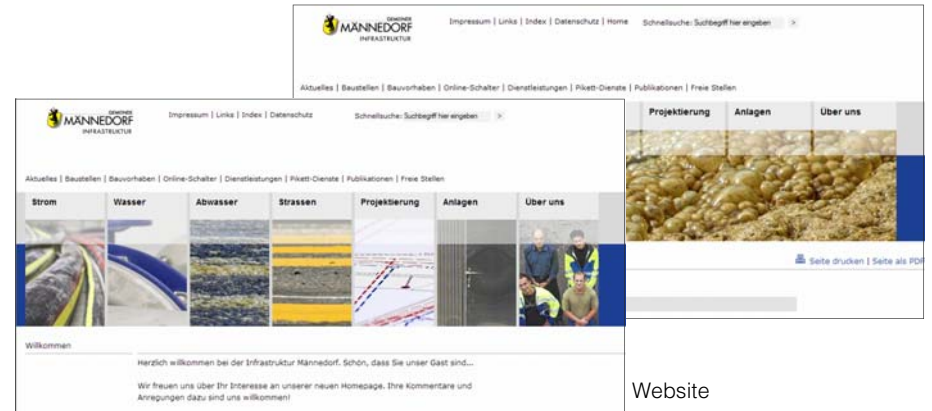 GEMEINDE
MÄNNEDORF
INFRASTRUKTUR
Impressum | Links | Index | Datenschutz | Home
Schnellsuche: Suchbegriff hier eingeben >
Aktuelles | Baustellen | Bauvorhaben | Online-Schalter | Dienstleistungen | Pikett-Dienste | Publikationen | Freie Stellen
Projektierung Anlagen Über uns
Seite drucken | Seite als PDF
GEMEINDE
MÄNNEDORF
INFRASTRUKTUR
Impressum | Links | Index | Datenschutz
Schnellsuche: Suchbegriff hier eingeben >
Aktuelles | Baustellen | Bauvorhaben | Online-Schalter | Dienstleistungen | Pikett-Dienste | Publikationen | Freie Stellen
Strom Wasser Abwasser Strassen Projektierung Anlagen Über uns
Willkommen
Herzlich willkommen bei der Infrastruktur Männedorf. Schön, dass Sie unser Gast sind...
Wir freuen uns über Ihr Interesse an unserer neuen Homepage. Ihre Kommentare und
Anregungen dazu sind uns willkommen!
Website